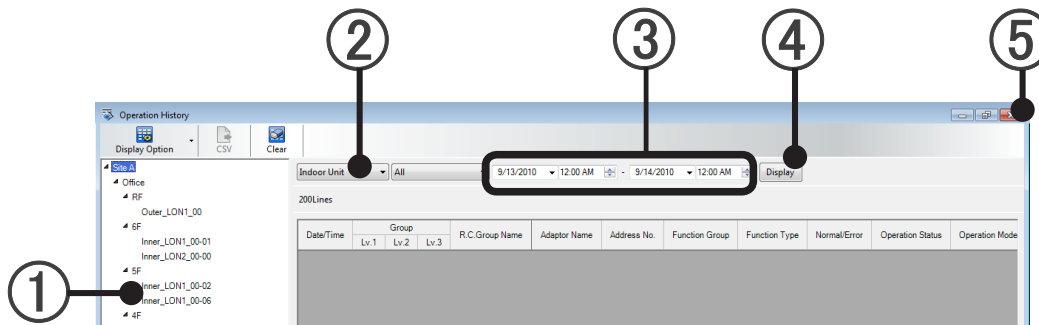 ② ③ ④ ⑤
Operation History
Display Option CSV Clear
Site A
Office
RF
Outer_LON1_00
6F
Inner_LON1_00-01
Inner_LON2_00-00
5F
Inner_LON1_00-02
Inner_LON1_00-06
4F
①
Indoor Unit All 9/13/2010 12:00 AM - 9/14/2010 12:00 AM Display
200Lines
Date/Time Group R.C.Group Name Adaptor Name Address No. Function Group Function Type Normal/Error Operation Status Operation Mode
Lv.1 Lv.2 Lv.3